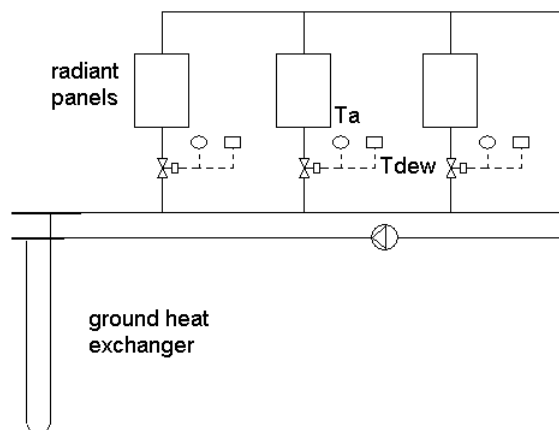 radiant
panels
Ta
Tdew
ground heat
exchanger